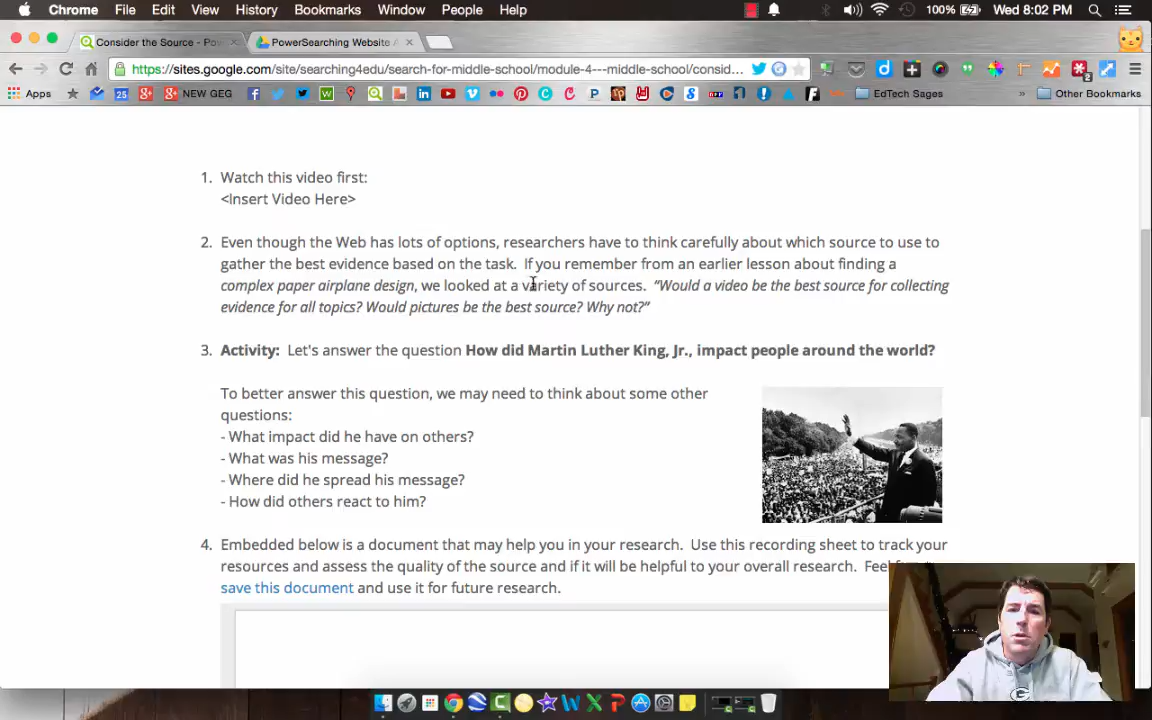 Chrome File Edit View History Bookmarks Window People Help 100% Wed 8:02 PM
Consider the Source - Pow PowerSearching Website A
https://sites.google.com/site/searching4edu/search-for-middle-school/module-4---middle-school/consid...
Apps 25 NEW GEG EdTech Sages » Other Bookmarks
1. Watch this video first:
<Insert Video Here>
2. Even though the Web has lots of options, researchers have to think carefully about which source to use to
gather the best evidence based on the task. If you remember from an earlier lesson about finding a
complex paper airplane design, we looked at a variety of sources. “Would a video be the best source for collecting
evidence for all topics? Would pictures be the best source? Why not?”
3. Activity: Let's answer the question How did Martin Luther King, Jr., impact people around the world?
To better answer this question, we may need to think about some other
questions:
- What impact did he have on others?
- What was his message?
- Where did he spread his message?
- How did others react to him?
4. Embedded below is a document that may help you in your research. Use this recording sheet to track your
resources and assess the quality of the source and if it will be helpful to your overall research. Feel
save this document and use it for future research.